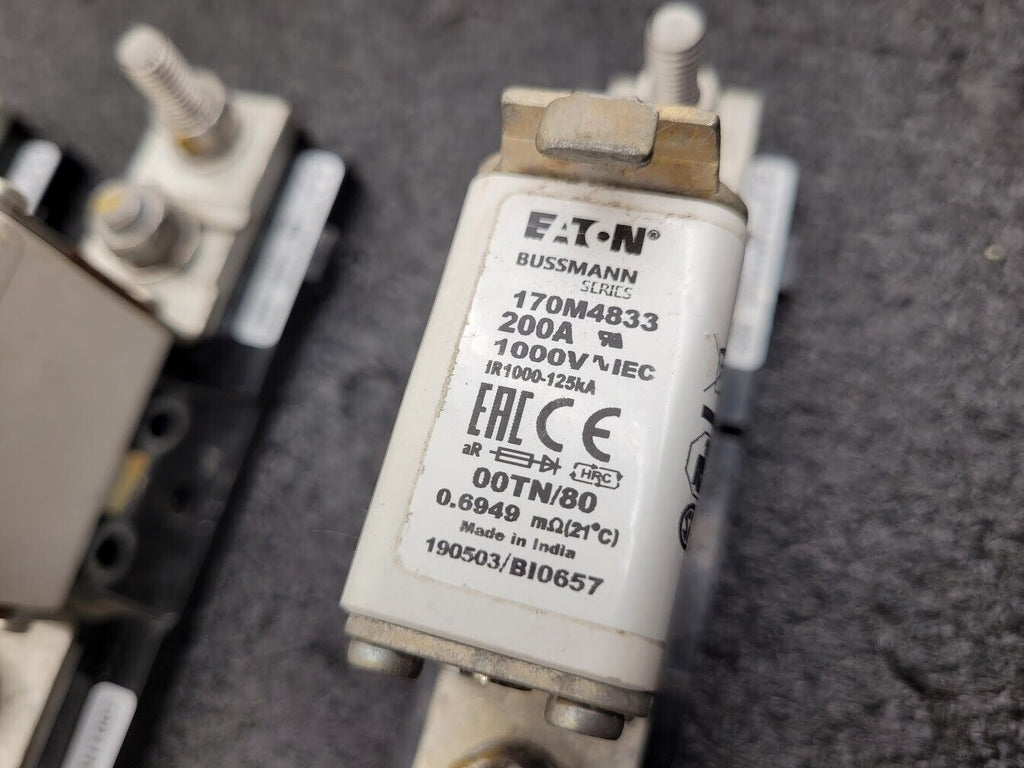 EATON®
BUSSMANN
SERIES
170M4833
200A
1000V IEC
IR1000-125kA
EAC CE
aR HRC
00TN/80
0.6949 mΩ(21°C)
Made in India
190503/BI0657